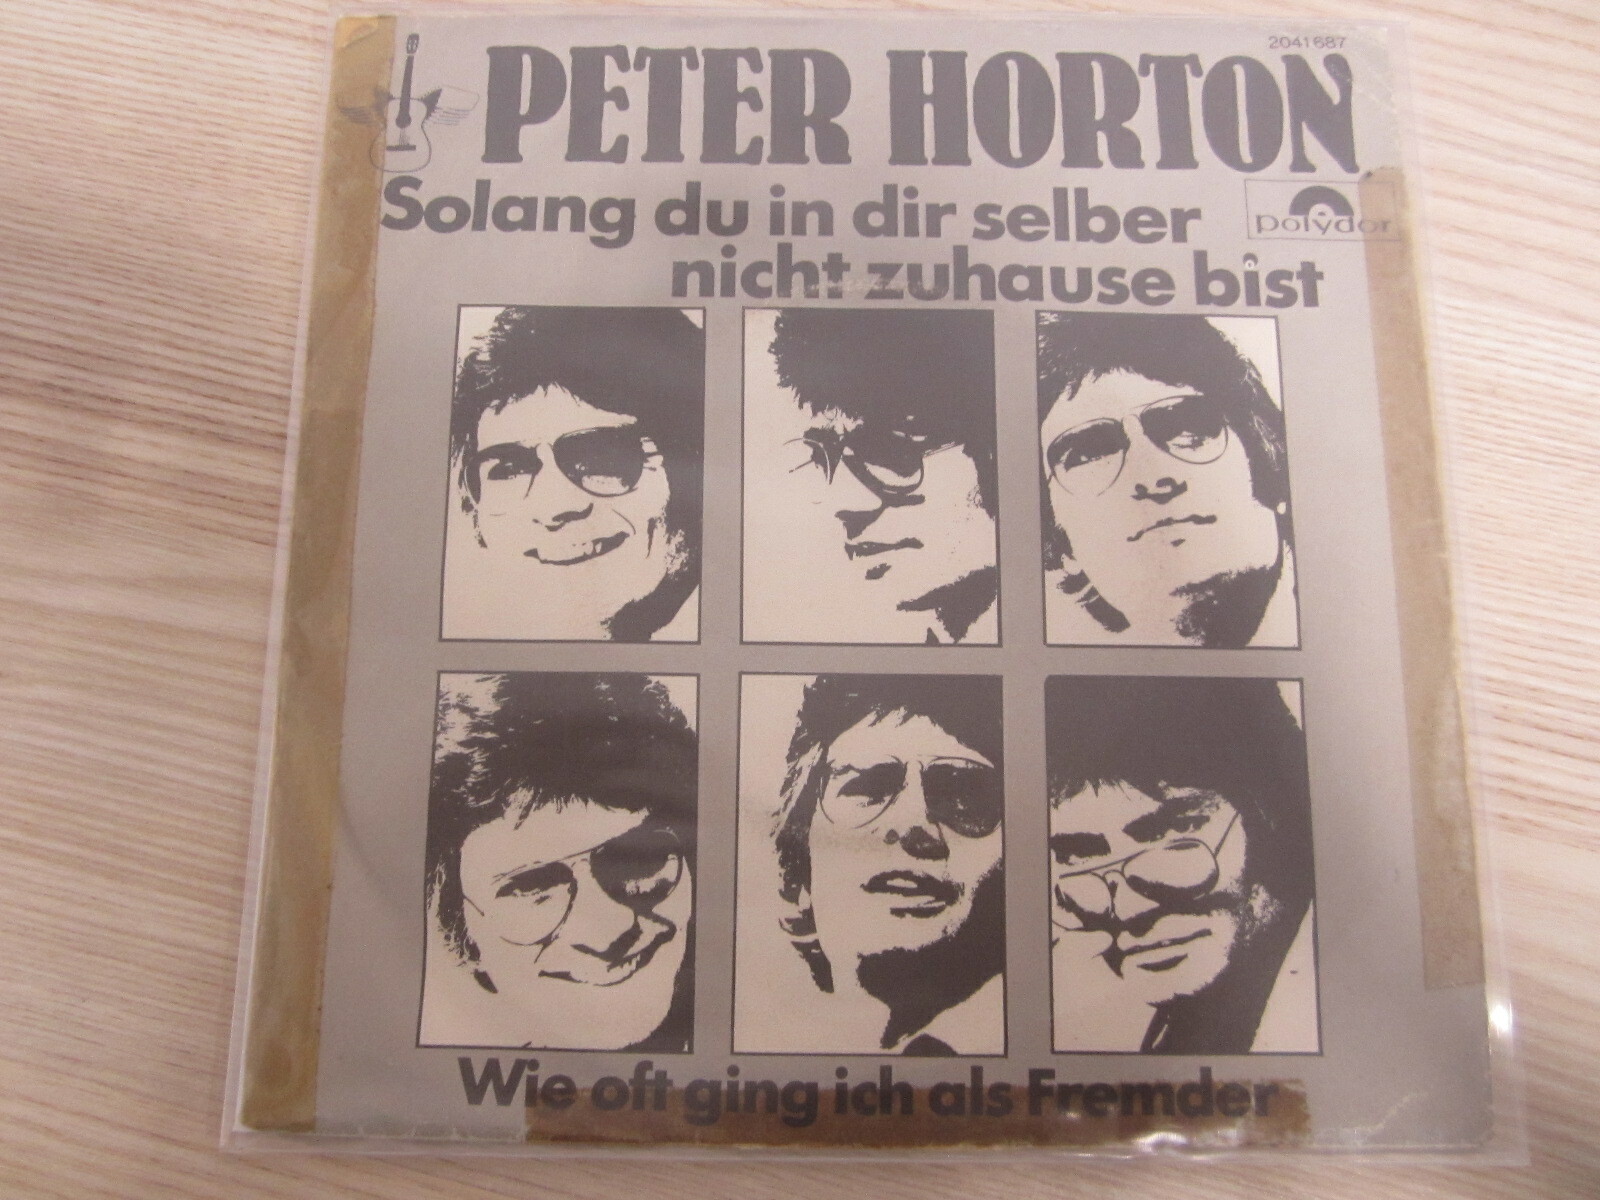 2041687
PETER HORTON
Solang du in dir selber
nicht zuhause bist
polydor
Wie oft ging ich als Fremder